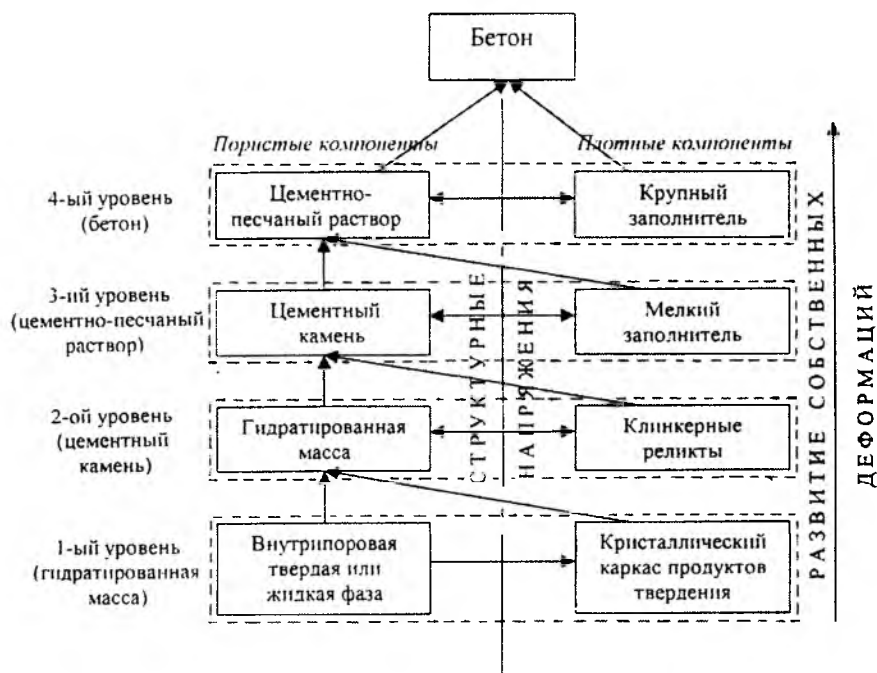 Бетон
Пористые компоненты
Плотные компоненты
4-ый уровень
(бетон)
Цементно-
песчаный раствор
Крупный
заполнитель
3-ий уровень
(цементно-песчаный
раствор)
Цементный
камень
Мелкий
заполнитель
2-ой уровень
(цементный
камень)
Гидратированная
масса
Клинкерные
реликты
1-ый уровень
(гидратированная
масса)
Внутрипоровая
твердая или
жидкая фаза
Кристаллический
каркас продуктов
твердения
СТРУКТУРНЫЕ
НАПРЯЖЕНИЯ
РАЗВИТИЕ СОБСТВЕННЫХ
ДЕФОРМАЦИЙ